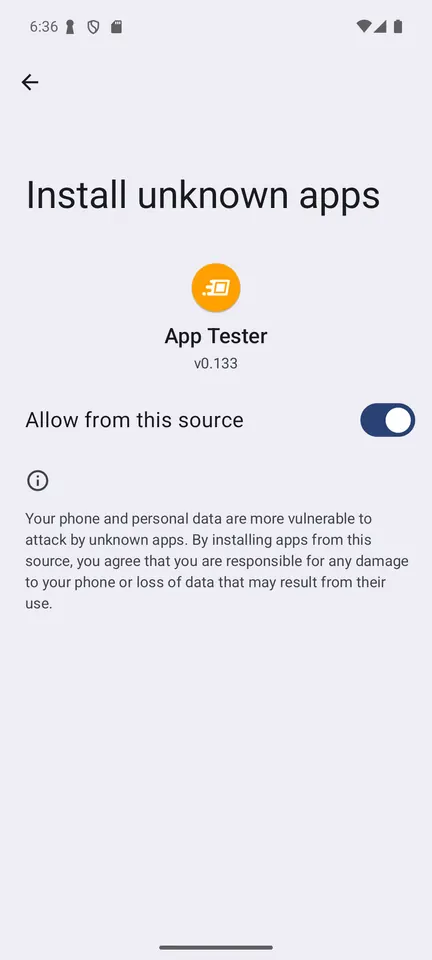 6:36
Install unknown apps
App Tester
v0.133
Allow from this source
Your phone and personal data are more vulnerable to
attack by unknown apps. By installing apps from this
source, you agree that you are responsible for any damage
to your phone or loss of data that may result from their
use.